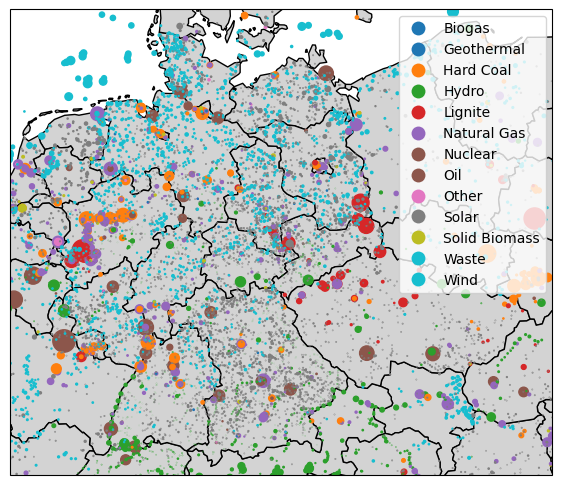 Biogas
Geothermal
Hard Coal
Hydro
Lignite
Natural Gas
Nuclear
Oil
Other
Solar
Solid Biomass
Waste
Wind